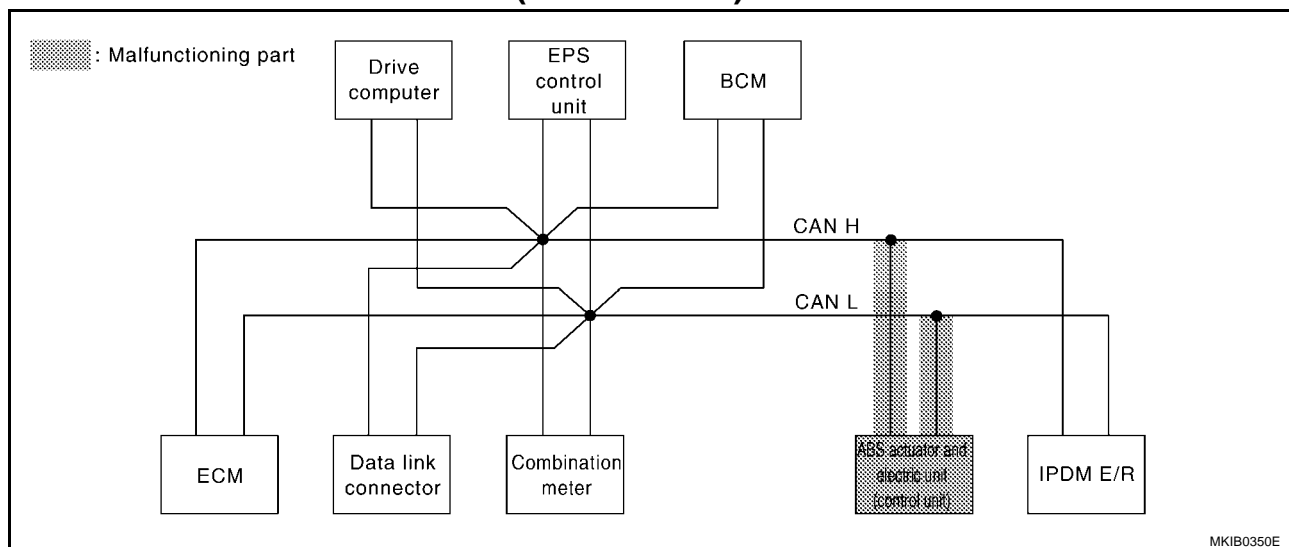 : Malfunctioning part
Drive
computer
EPS
control
unit
BCM
CAN H
CAN L
ECM
Data link
connector
Combination
meter
ABS actuator and
electric unit
(control unit)
IPDM E/R
MKIB0350E